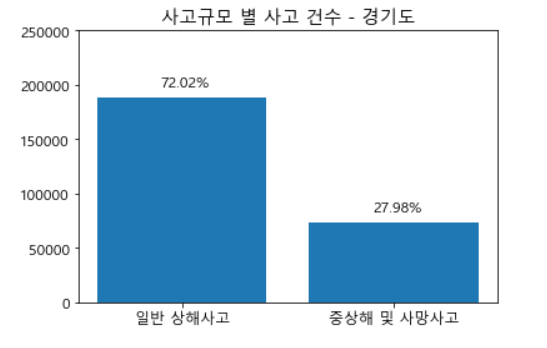 사고규모 별 사고 건수 - 경기도
250000
200000
150000
100000
50000
0
72.02%
27.98%
일반 상해사고
중상해 및 사망사고